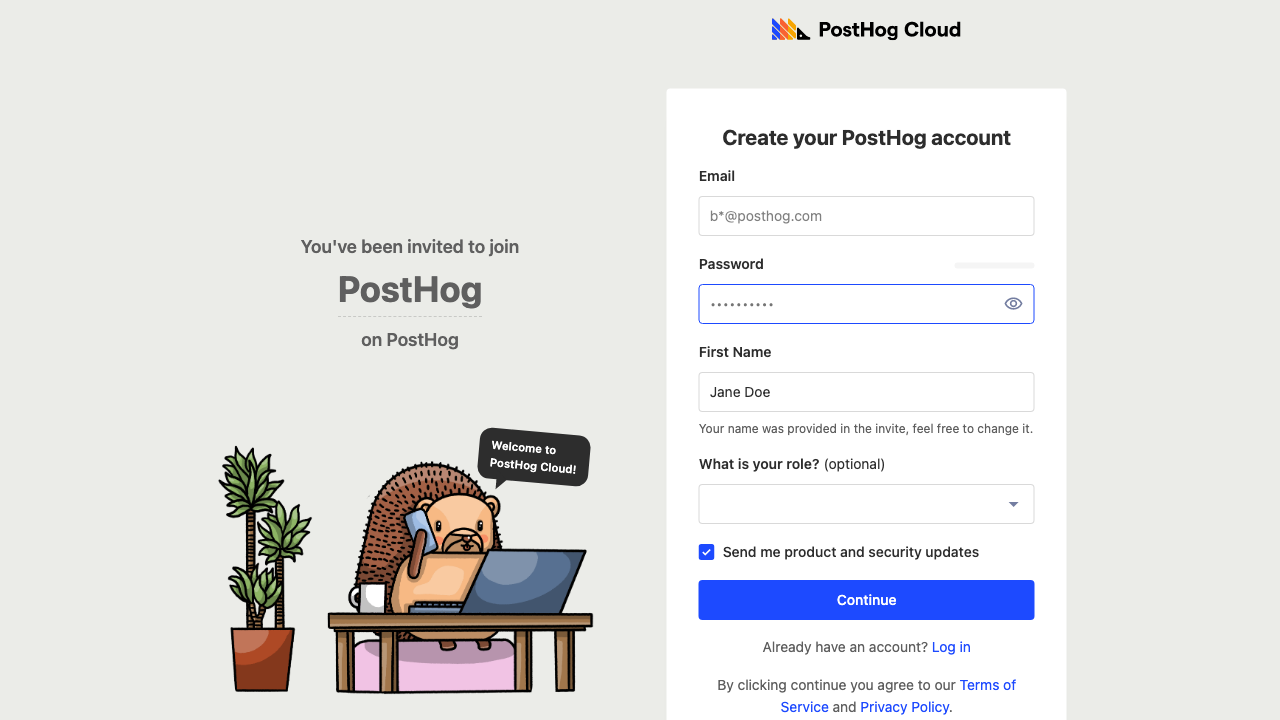 PostHog Cloud
You've been invited to join
PostHog
on PostHog
Welcome to
PostHog Cloud!
Create your PostHog account
Email
b*@posthog.com
Password
••••••••••
First Name
Jane Doe
Your name was provided in the invite, feel free to change it.
What is your role? (optional)
Send me product and security updates
Continue
Already have an account? Log in
By clicking continue you agree to our Terms of
Service and Privacy Policy.